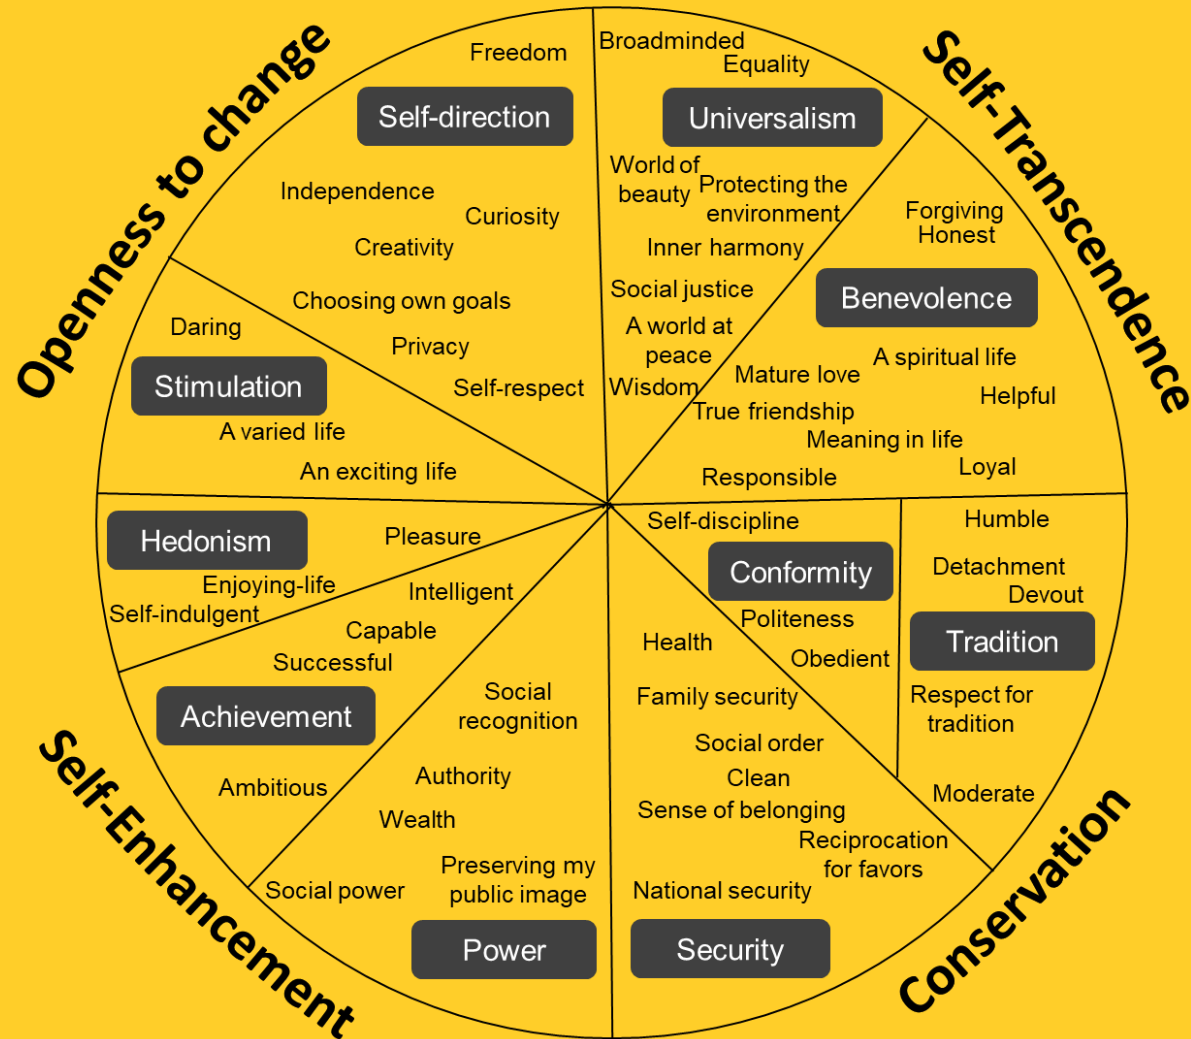 Openness to change
Self-Transcendence
Freedom
Self-direction
Independence
Curiosity
Creativity
Choosing own goals
Privacy
Self-respect
Broadminded
Equality
Universalism
World of
beauty
Protecting the
environment
Inner harmony
Social justice
A world at
peace
Wisdom
Forgiving
Honest
Benevolence
A spiritual life
Mature love
Helpful
True friendship
Meaning in life
Loyal
Responsible
Daring
Stimulation
A varied life
An exciting life
Hedonism
Pleasure
Enjoying-life
Self-indulgent
Intelligent
Capable
Successful
Achievement
Ambitious
Social
recognition
Authority
Wealth
Preserving my
public image
Social power
Power
Self-discipline
Conformity
Politeness
Obedient
Humble
Detachment
Devout
Tradition
Respect for
tradition
Moderate
Health
Family security
Social order
Clean
Sense of belonging
Reciprocation
for favors
National security
Security
Self-Enhancement
Conservation